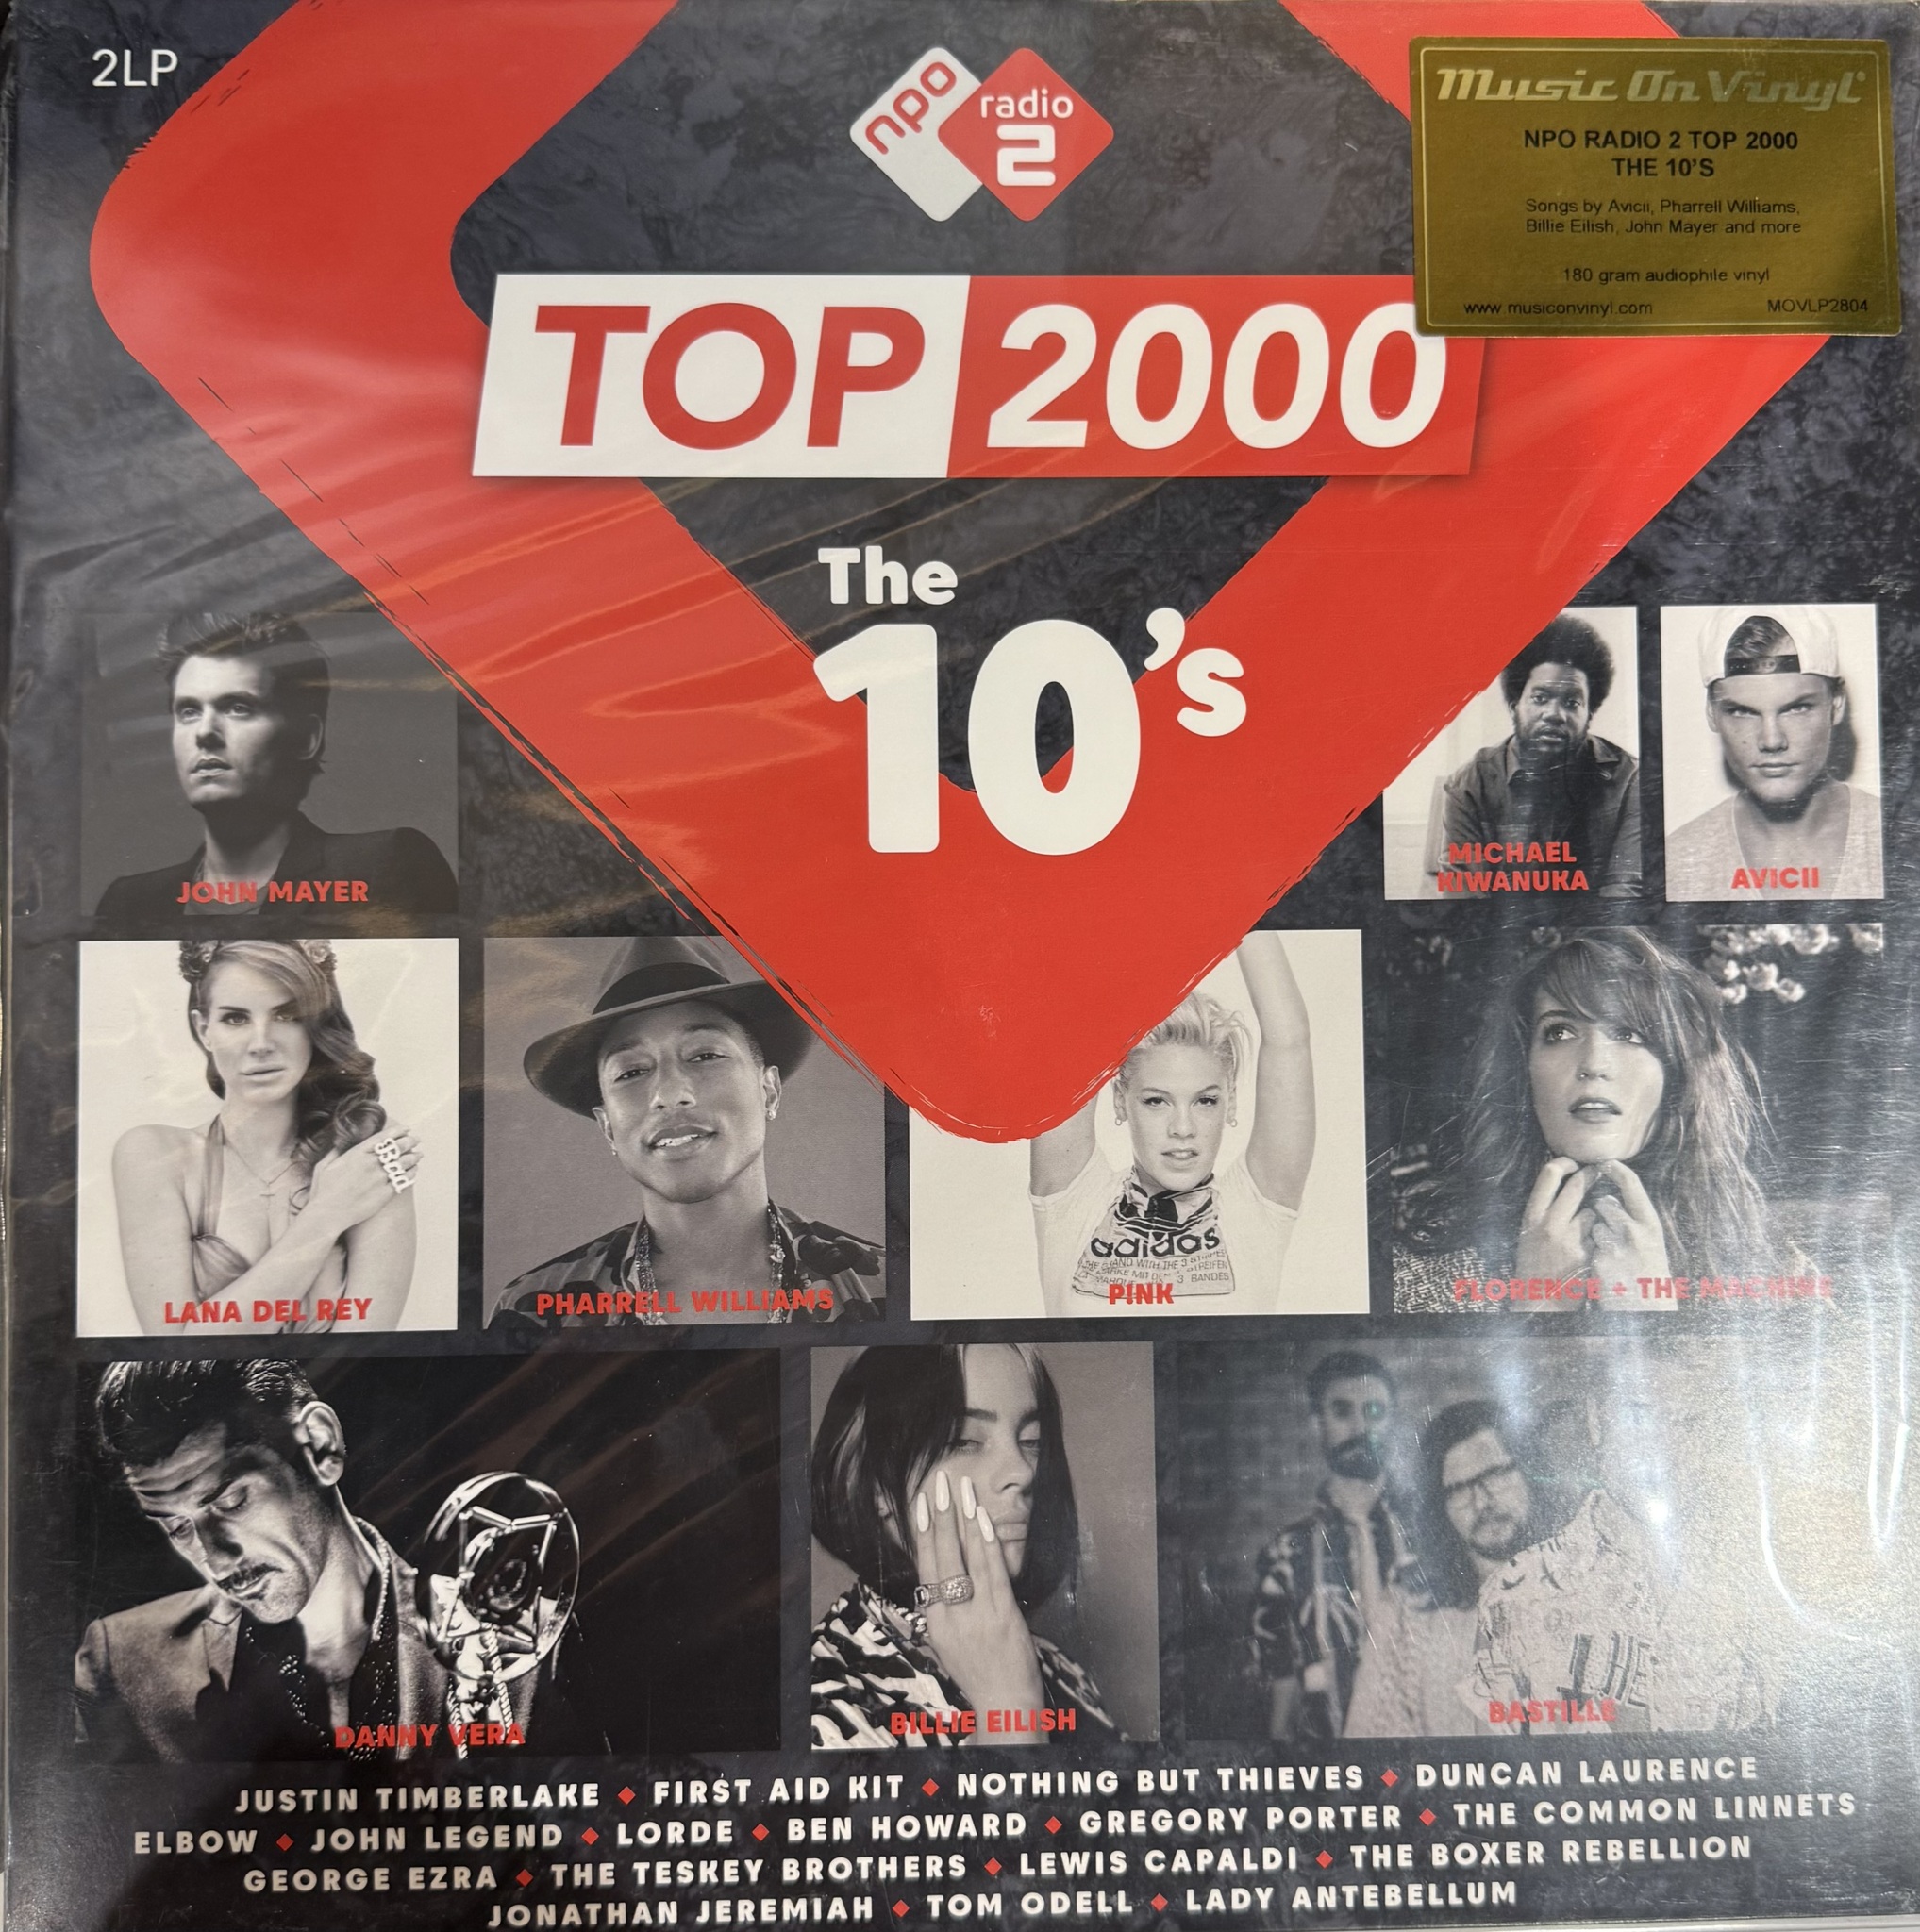 2LP
npo
radio
2
Music On Vinyl®
NPO RADIO 2 TOP 2000
THE 10'S
Songs by Avicii, Pharrell Williams,
Billie Eilish, John Mayer and more
180 gram audiophile vinyl
www.musiconvinyl.com MOVLP2804
TOP 2000
The
10's
JOHN MAYER
MICHAEL
KIWANUKA
AVICII
Bad
adidas
LANA DEL REY
PHARRELL WILLIAMS
P!NK
FLORENCE + THE MACHINE
THE
DANNY VERA
BILLIE EILISH
BASTILLE
JUSTIN TIMBERLAKE ◆ FIRST AID KIT ◆ NOTHING BUT THIEVES ◆ DUNCAN LAURENCE
ELBOW ◆ JOHN LEGEND ◆ LORDE ◆ BEN HOWARD ◆ GREGORY PORTER ◆ THE COMMON LINNETS
GEORGE EZRA ◆ THE TESKEY BROTHERS ◆ LEWIS CAPALDI ◆ THE BOXER REBELLION
JONATHAN JEREMIAH ◆ TOM ODELL ◆ LADY ANTEBELLUM